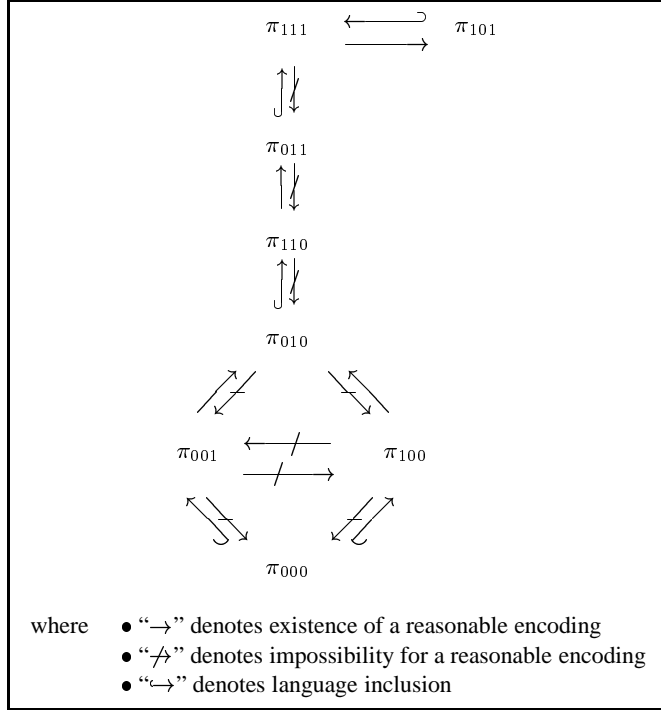 π111 π101
π011
π110
π010
π001 π100
π000
where • “→” denotes existence of a reasonable encoding
• “↛” denotes impossibility for a reasonable encoding
• “↪” denotes language inclusion